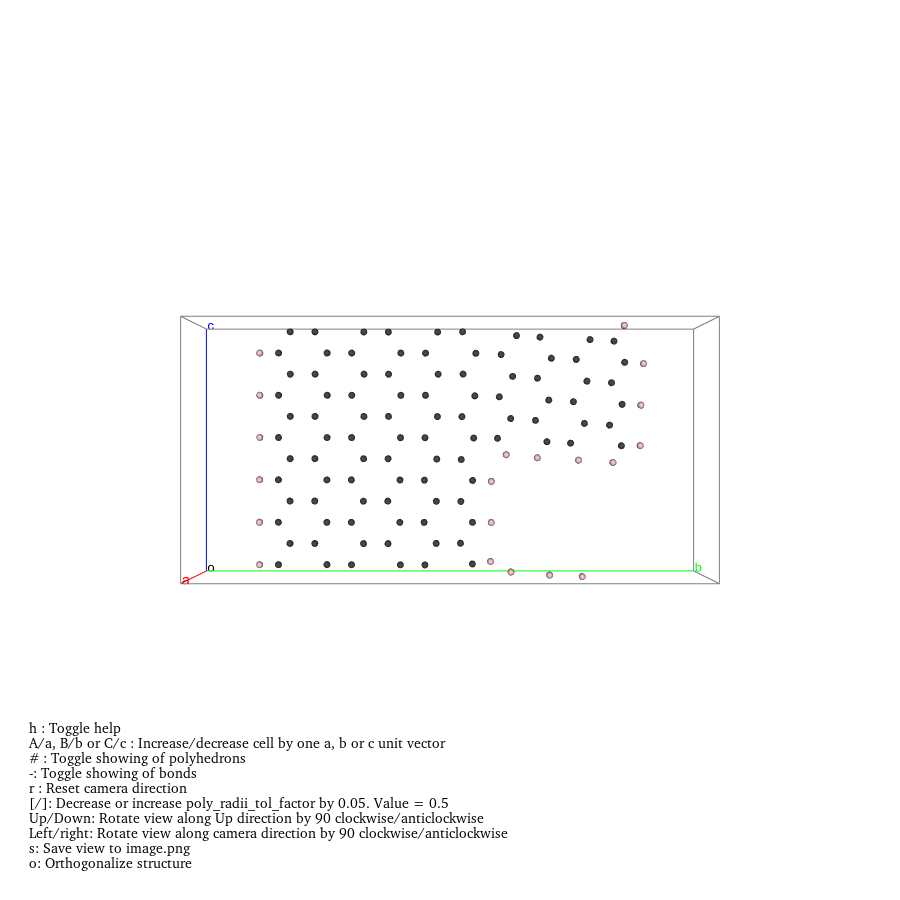 c
o
a
b
h : Toggle help
A/a, B/b or C/c : Increase/decrease cell by one a, b or c unit vector
# : Toggle showing of polyhedrons
-: Toggle showing of bonds
r : Reset camera direction
[/]: Decrease or increase poly_radii_tol_factor by 0.05. Value = 0.5
Up/Down: Rotate view along Up direction by 90 clockwise/anticlockwise
Left/right: Rotate view along camera direction by 90 clockwise/anticlockwise
s: Save view to image.png
o: Orthogonalize structure